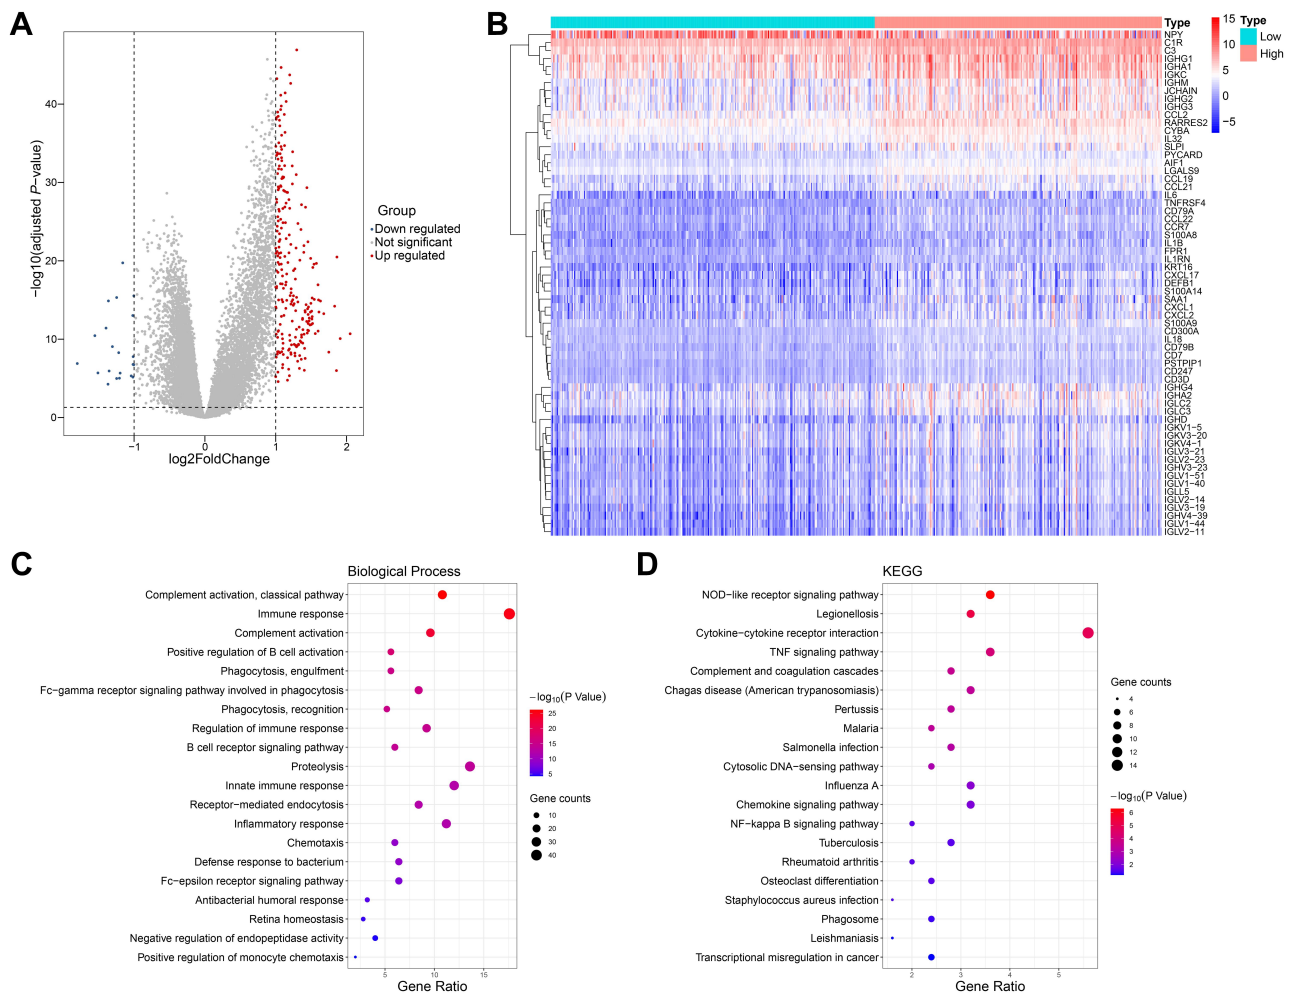 A
−log10(adjusted P−value)
40
30
20
10
0
−1
0
1
2
log2FoldChange
Group
Down regulated
Not significant
Up regulated
B
Type
NPY
C1R
C3
IGHG1
IGHA1
IGKC
IGHM
JCHAIN
IGHG2
IGHG3
CCL2
RARRES2
CYBA
IL32
SLPI
PYCARD
AIF1
LGALS9
CCL19
CCL21
IL6
TNFRSF4
CD79A
CCL22
CCR7
S100A8
IL1B
FPR1
IL1RN
KRT16
CXCL17
DEFB1
S100A14
SAA1
CXCL1
CXCL2
S100A9
CD300A
IL18
CD79B
CD7
PSTPIP1
CD247
CD3D
IGHG4
IGHA2
IGLC2
IGLC3
IGHD
IGKV1−5
IGKV3−20
IGKV4−1
IGLV3−21
IGLV2−23
IGHV3−23
IGLV1−51
IGLV1−40
IGLL5
IGLV2−14
IGLV3−19
IGHV4−39
IGLV1−44
IGLV2−11
15
10
5
0
−5
Type
Low
High
C
Biological Process
Complement activation, classical pathway
Immune response
Complement activation
Positive regulation of B cell activation
Phagocytosis, engulfment
Fc−gamma receptor signaling pathway involved in phagocytosis
Phagocytosis, recognition
Regulation of immune response
B cell receptor signaling pathway
Proteolysis
Innate immune response
Receptor−mediated endocytosis
Inflammatory response
Chemotaxis
Defense response to bacterium
Fc−epsilon receptor signaling pathway
Antibacterial humoral response
Retina homeostasis
Negative regulation of endopeptidase activity
Positive regulation of monocyte chemotaxis
5
10
15
Gene Ratio
−log10(P Value)
25
20
15
10
5
Gene counts
10
20
30
40
D
KEGG
NOD−like receptor signaling pathway
Legionellosis
Cytokine−cytokine receptor interaction
TNF signaling pathway
Complement and coagulation cascades
Chagas disease (American trypanosomiasis)
Pertussis
Malaria
Salmonella infection
Cytosolic DNA−sensing pathway
Influenza A
Chemokine signaling pathway
NF−kappa B signaling pathway
Tuberculosis
Rheumatoid arthritis
Osteoclast differentiation
Staphylococcus aureus infection
Phagosome
Leishmaniasis
Transcriptional misregulation in cancer
2
3
4
5
Gene Ratio
Gene counts
4
6
8
10
12
14
−log10(P Value)
6
5
4
3
2